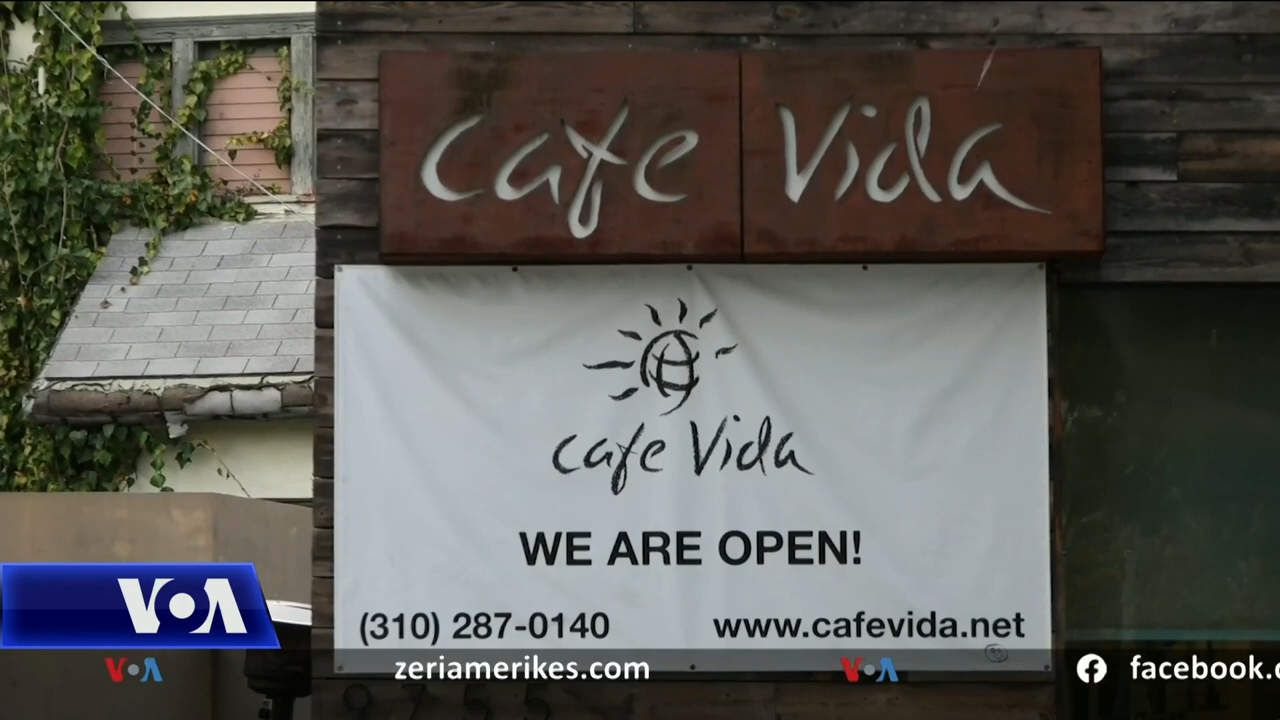 cafe Vida
cafe Vida
WE ARE OPEN!
(310) 287-0140
www.cafevida.net
VOA
VOA
zeriamerikes.com
VOA
facebook.c